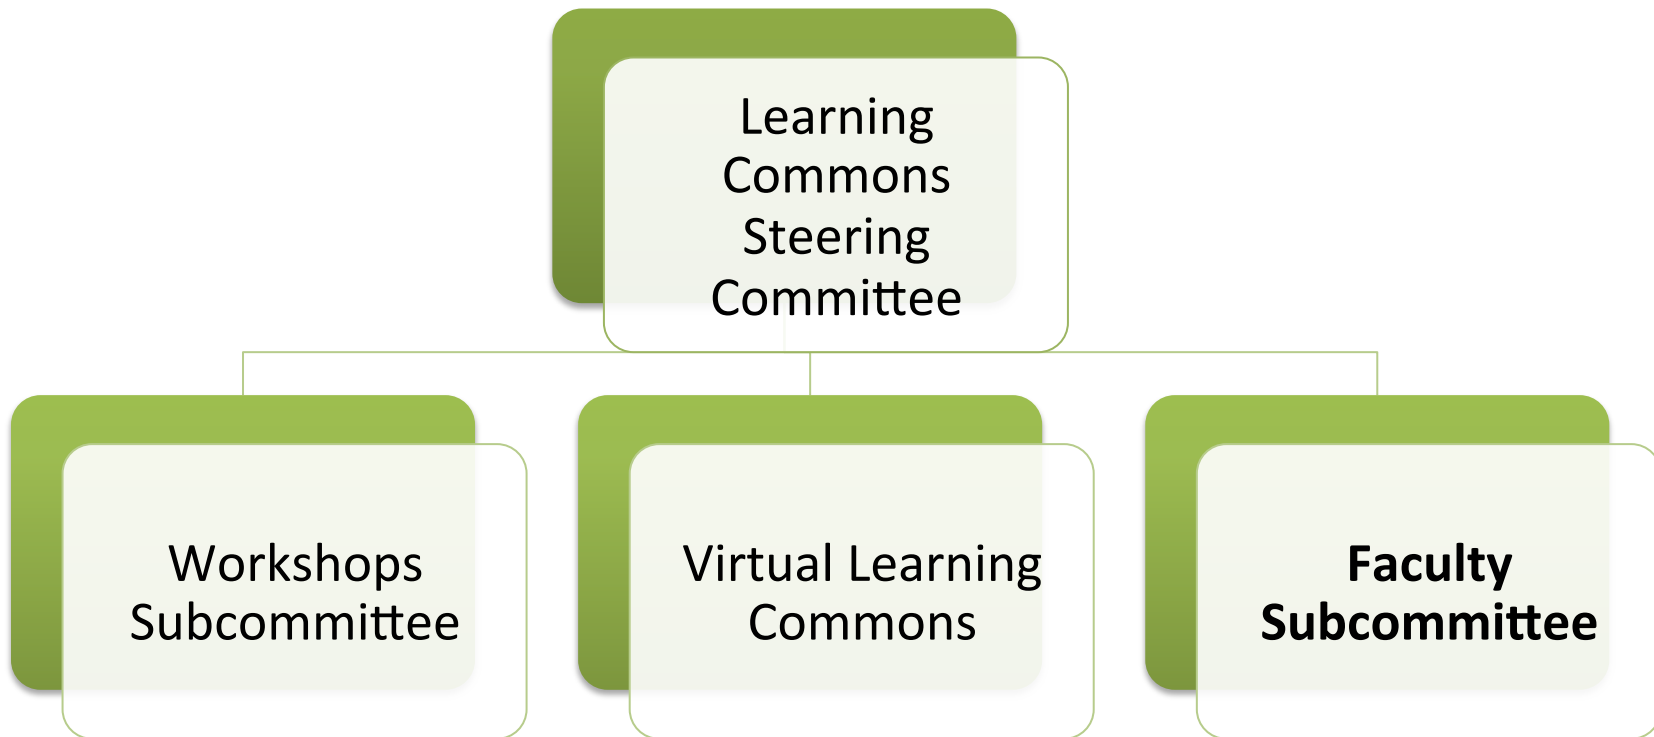 Learning
Commons
Steering
Committee
Workshops
Subcommittee
Virtual Learning
Commons
Faculty
Subcommittee